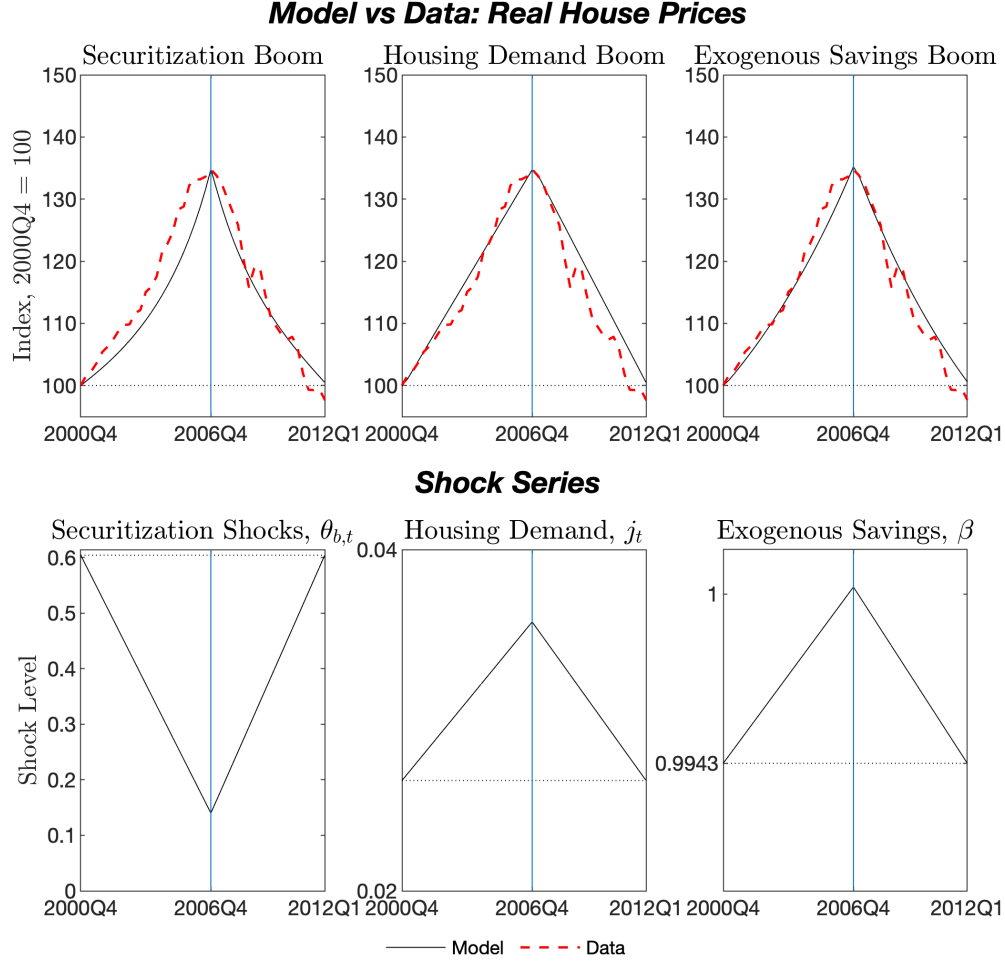 Model vs Data: Real House Prices
Securitization Boom
Housing Demand Boom
Exogenous Savings Boom
Index, 2000Q4 = 100
150
140
130
120
110
100
2000Q4
2006Q4
2012Q1
150
140
130
120
110
100
2000Q4
2006Q4
2012Q1
150
140
130
120
110
100
2000Q4
2006Q4
2012Q1
Shock Series
Securitization Shocks, θb,t
Housing Demand, jt
Exogenous Savings, β
Shock Level
0.6
0.5
0.4
0.3
0.2
0.1
0
2000Q4
2006Q4
2012Q1
0.04
0.02
2000Q4
2006Q4
2012Q1
1
0.9943
2000Q4
2006Q4
2012Q1
Model
Data